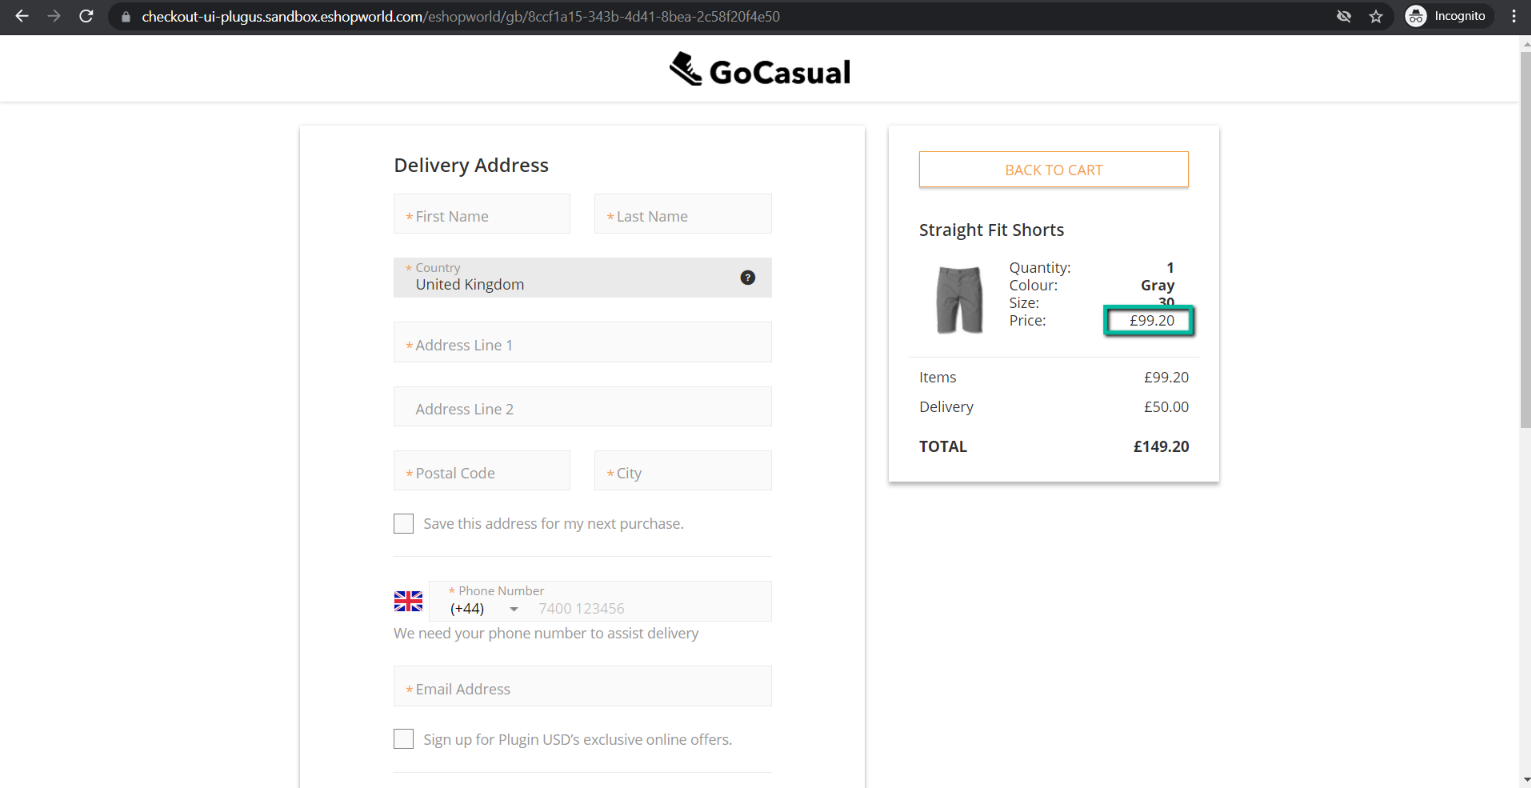 checkout-ui-plugus.sandbox.eshopworld.com/eshopworld/gb/8ccf1a15-343b-4d41-8bea-2c58f20f4e50
Incognito
GoCasual
Delivery Address
* First Name
* Last Name
* Country
United Kingdom
?
* Address Line 1
Address Line 2
* Postal Code
* City
Save this address for my next purchase.
* Phone Number
(+44) 7400 123456
We need your phone number to assist delivery
* Email Address
Sign up for Plugin USD's exclusive online offers.
BACK TO CART
Straight Fit Shorts
Quantity: 1
Colour: Gray
Size: 30
Price: £99.20
Items £99.20
Delivery £50.00
TOTAL £149.20